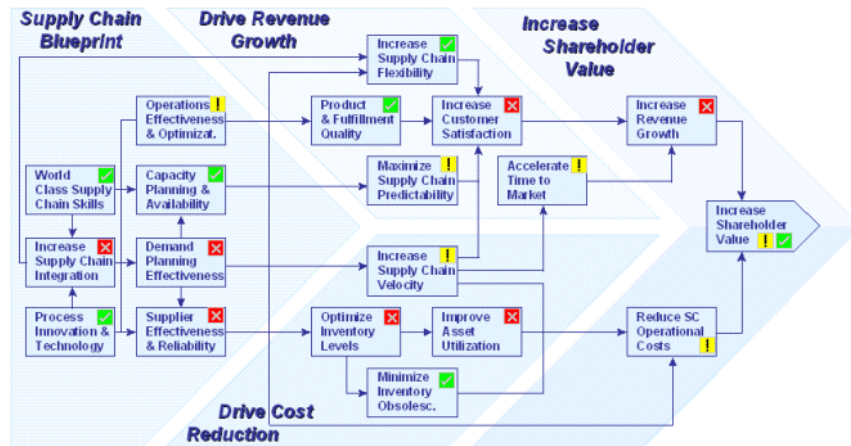 Supply Chain
Blueprint
Drive Revenue
Growth
Increase
Shareholder
Value
Increase
Supply Chain
Flexibility
Operations
Effectiveness
& Optimizat.
Product
& Fulfillment
Quality
Increase
Customer
Satisfaction
Increase
Revenue
Growth
World
Class Supply
Chain Skills
Capacity
Planning &
Availability
Maximize
Supply Chain
Predictability
Accelerate
Time to
Market
Increase
Shareholder
Value
Increase
Supply Chain
Integration
Demand
Planning
Effectiveness
Increase
Supply Chain
Velocity
Process
Innovation &
Technology
Supplier
Effectiveness
& Reliability
Optimize
Inventory
Levels
Improve
Asset
Utilization
Reduce SC
Operational
Costs
Minimize
Inventory
Obsolesc.
Drive Cost
Reduction